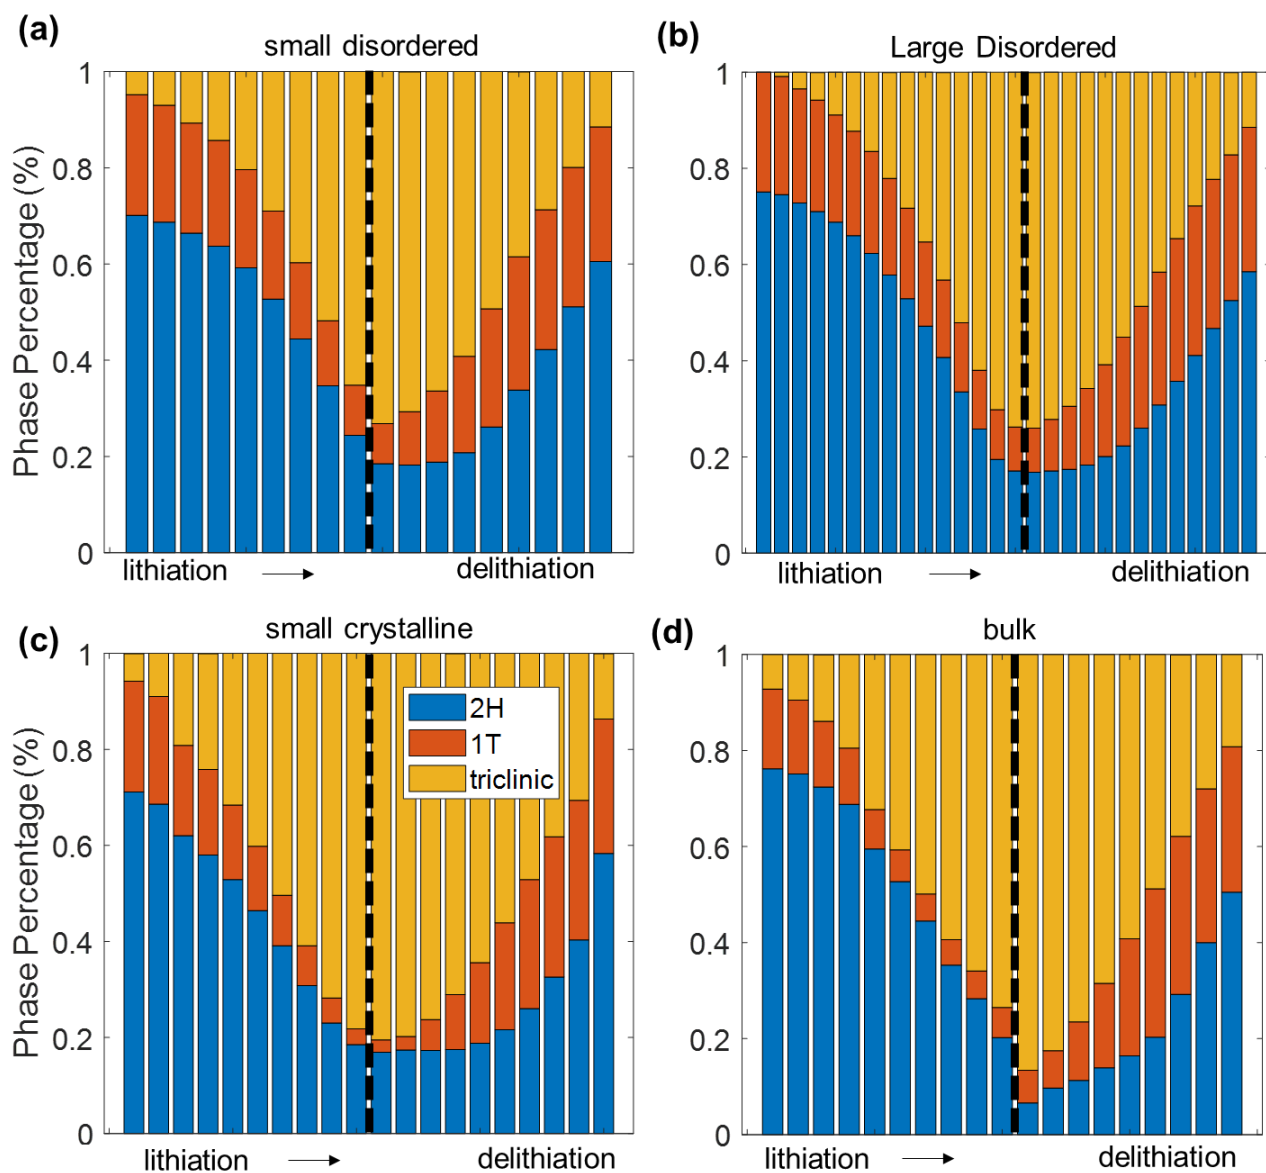 (a)
small disordered
1
0.8
0.6
0.4
0.2
0
Phase Percentage (%)
lithiation
delithiation
(b)
Large Disordered
1
0.8
0.6
0.4
0.2
0
lithiation
delithiation
(c)
small crystalline
1
0.8
0.6
0.4
0.2
0
Phase Percentage (%)
2H
1T
triclinic
lithiation
delithiation
(d)
bulk
1
0.8
0.6
0.4
0.2
0
lithiation
delithiation